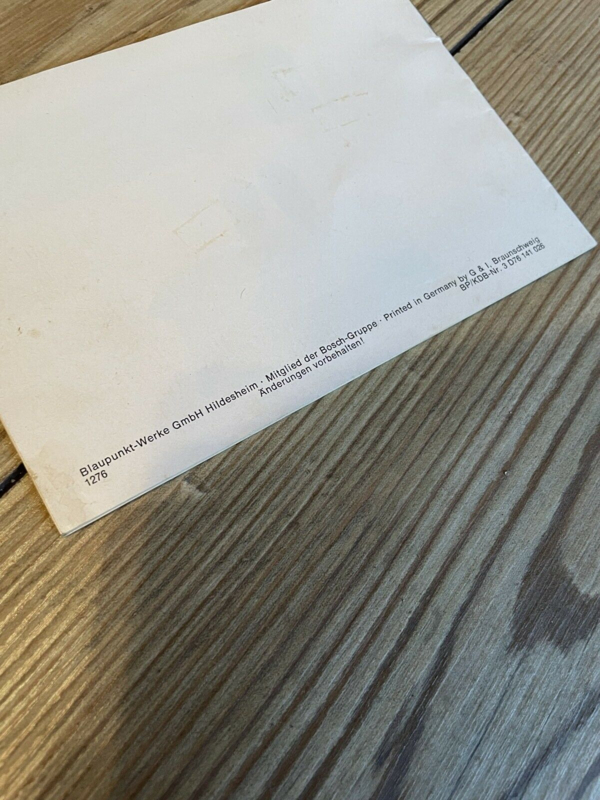 Blaupunkt-Werke GmbH Hildesheim · Mitglied der Bosch-Gruppe · Printed in Germany by G & I, Braunschweig
1276
Änderungen vorbehalten!
BP/KDB-Nr. 3 D76 141 026